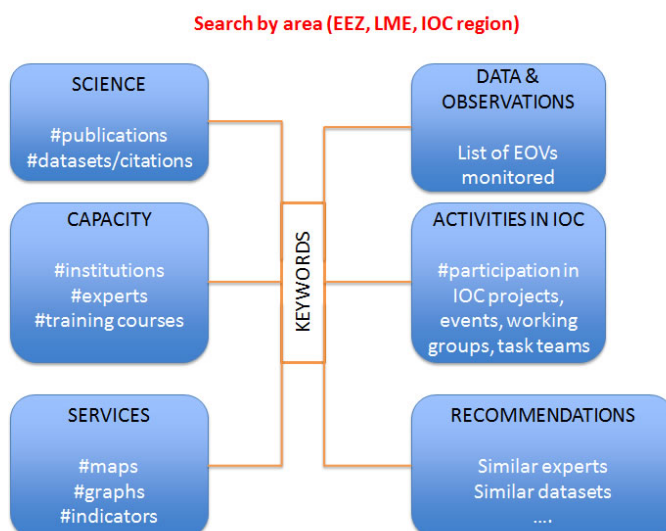 Search by area (EEZ, LME, IOC region)
SCIENCE
#publications
#datasets/citations
CAPACITY
#institutions
#experts
#training courses
SERVICES
#maps
#graphs
#indicators
KEYWORDS
DATA &
OBSERVATIONS
List of EOVs
monitored
ACTIVITIES IN IOC
#participation in
IOC projects,
events, working
groups, task teams
RECOMMENDATIONS
Similar experts
Similar datasets
....